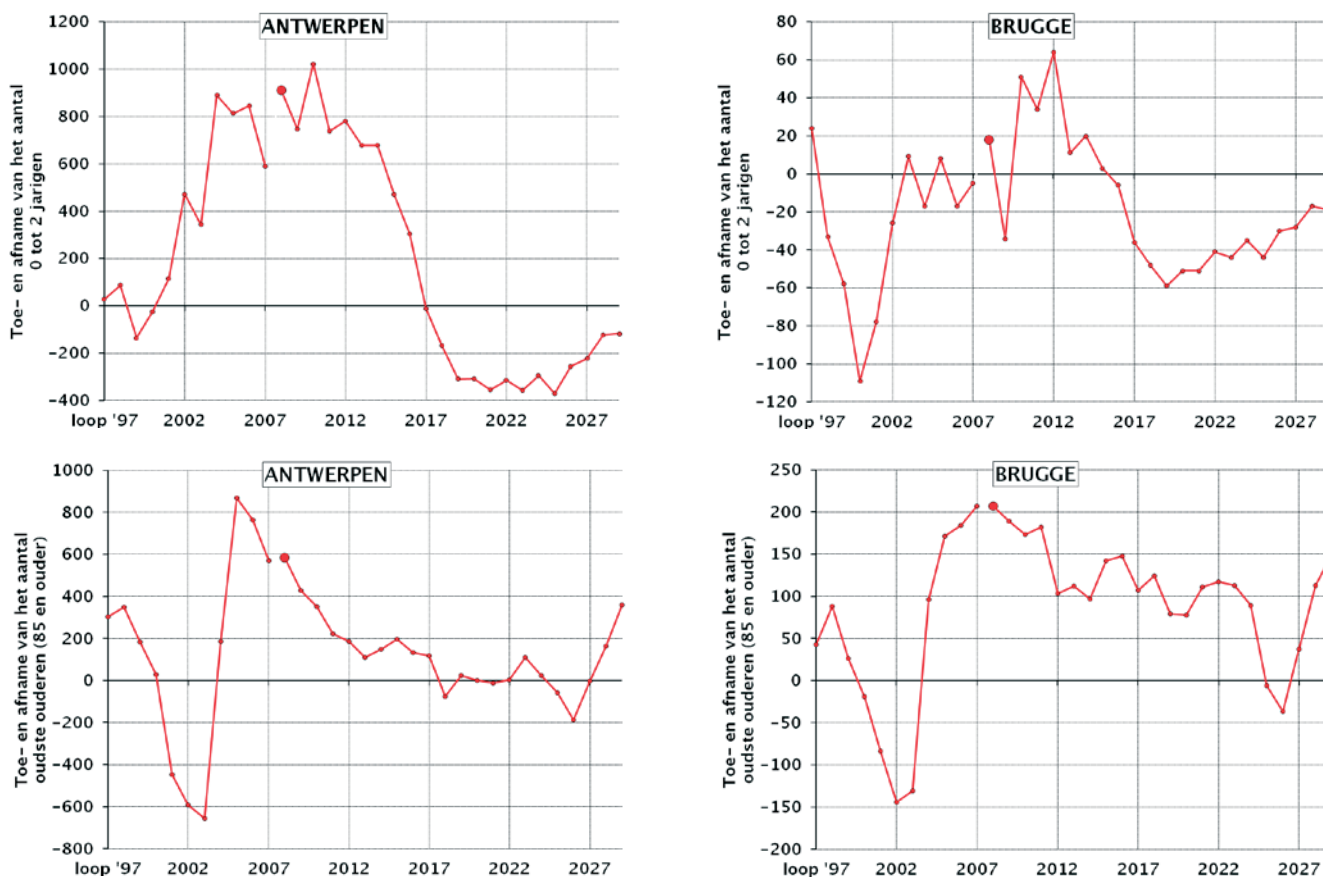 ANTWERPEN
Toe- en afname van het aantal
0 tot 2 jarigen
1200
1000
800
600
400
200
0
-200
-400
loop '97 2002 2007 2012 2017 2022 2027
BRUGGE
Toe- en afname van het aantal
0 tot 2 jarigen
80
60
40
20
0
-20
-40
-60
-80
-100
-120
loop '97 2002 2007 2012 2017 2022 2027
ANTWERPEN
Toe- en afname van het aantal
oudste ouderen (85 en ouder)
1000
800
600
400
200
0
-200
-400
-600
-800
loop '97 2002 2007 2012 2017 2022 2027
BRUGGE
Toe- en afname van het aantal
oudste ouderen (85 en ouder)
250
200
150
100
50
0
-50
-100
-150
-200
loop '97 2002 2007 2012 2017 2022 2027